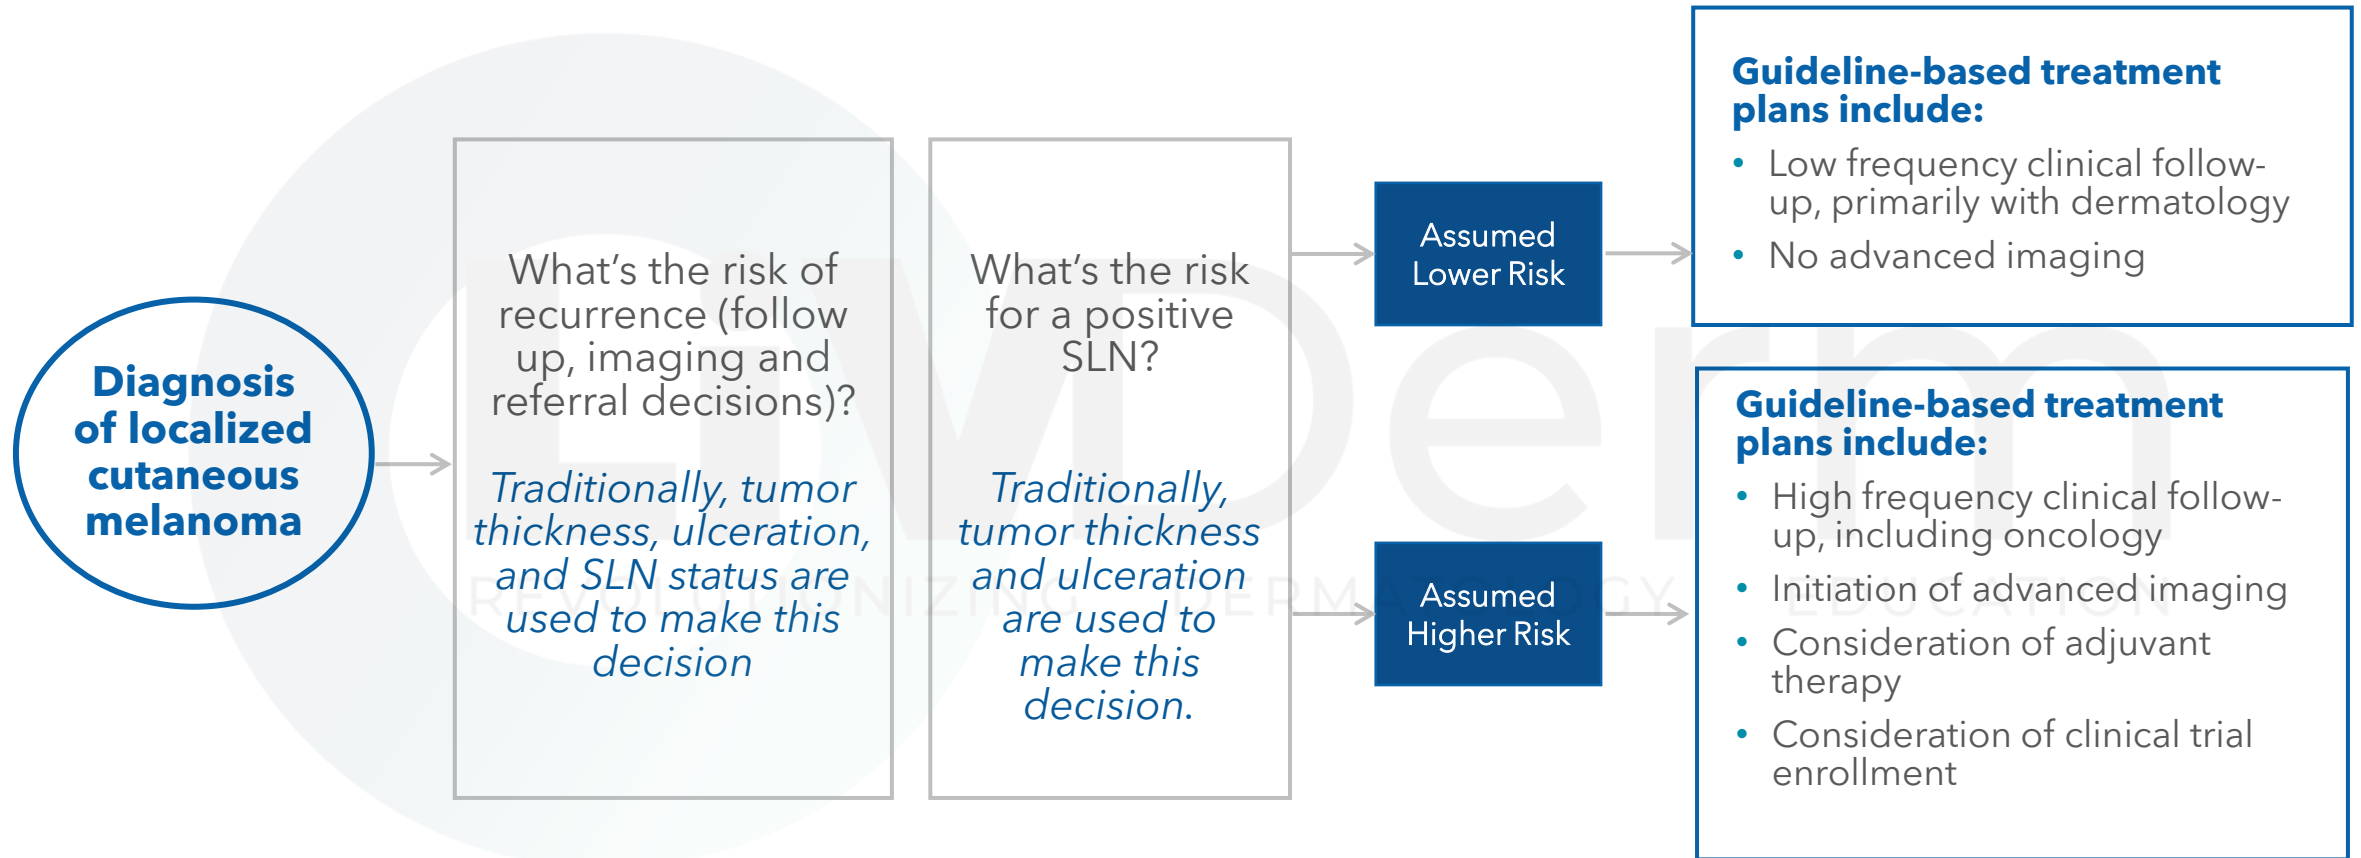 Diagnosis
of localized
cutaneous
melanoma
What's the risk of
recurrence (follow
up, imaging and
referral decisions)?
Traditionally, tumor
thickness, ulceration,
and SLN status are
used to make this
decision
What's the risk
for a positive
SLN?
Traditionally,
tumor thickness
and ulceration
are used to
make this
decision.
Assumed
Lower Risk
Guideline-based treatment
plans include:
• Low frequency clinical follow-
up, primarily with dermatology
• No advanced imaging
Assumed
Higher Risk
Guideline-based treatment
plans include:
• High frequency clinical follow-
up, including oncology
• Initiation of advanced imaging
• Consideration of adjuvant
therapy
• Consideration of clinical trial
enrollment
LiVDerm
REVOLUTIONIZING DERMATOLOGY EDUCATION